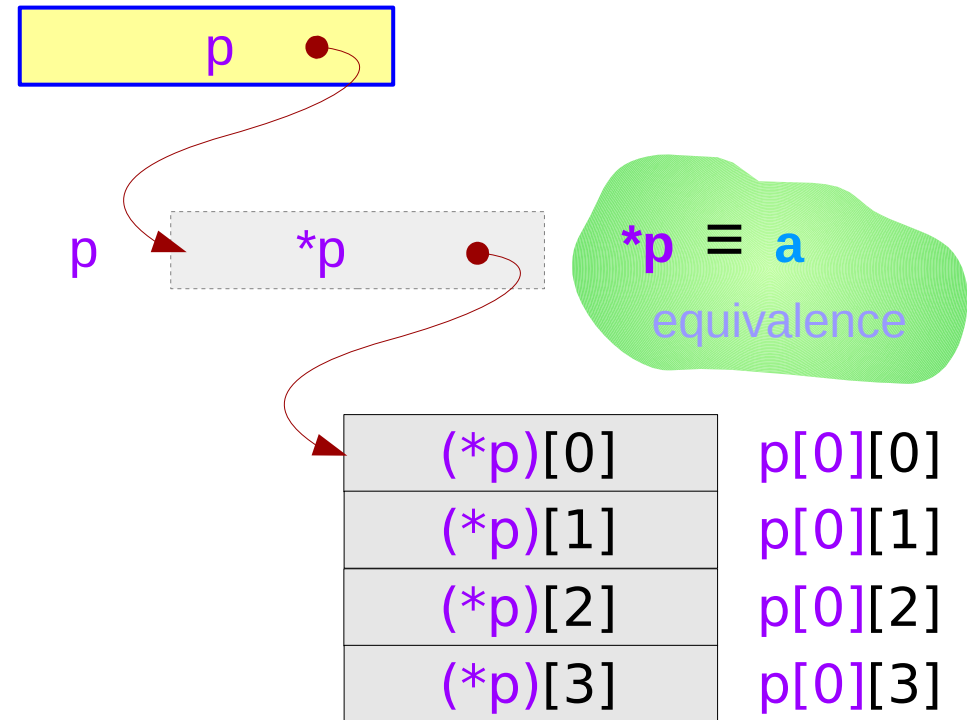 p
p *p
*p ≡ a
equivalence
(*p)[0] p[0][0]
(*p)[1] p[0][1]
(*p)[2] p[0][2]
(*p)[3] p[0][3]